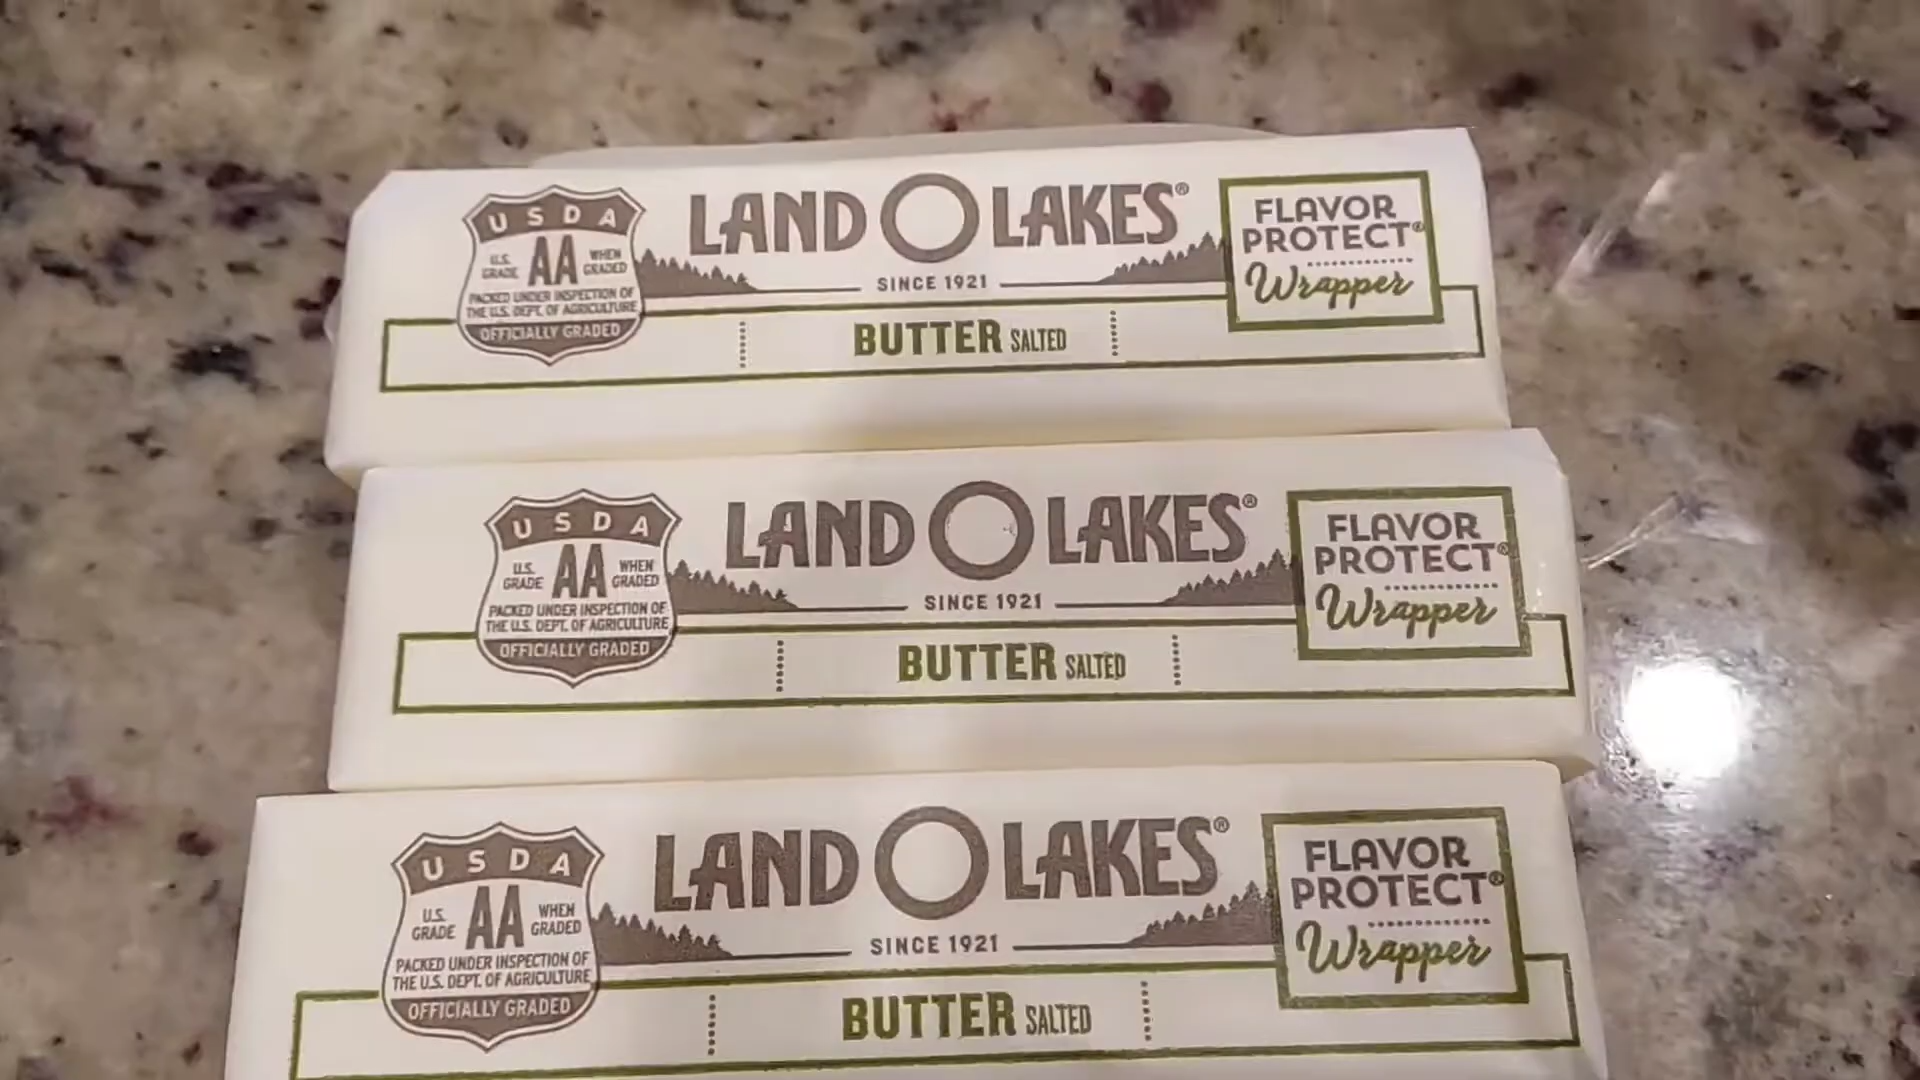 USDA
U.S. GRADE AA WHEN GRADED
PACKED UNDER INSPECTION OF
THE U.S. DEPT. OF AGRICULTURE
OFFICIALLY GRADED
LAND O LAKES®
SINCE 1921
BUTTER SALTED
FLAVOR
PROTECT®
Wrapper
USDA
U.S. GRADE AA WHEN GRADED
PACKED UNDER INSPECTION OF
THE U.S. DEPT. OF AGRICULTURE
OFFICIALLY GRADED
LAND O LAKES®
SINCE 1921
BUTTER SALTED
FLAVOR
PROTECT®
Wrapper
USDA
U.S. GRADE AA WHEN GRADED
PACKED UNDER INSPECTION OF
THE U.S. DEPT. OF AGRICULTURE
OFFICIALLY GRADED
LAND O LAKES®
SINCE 1921
BUTTER SALTED
FLAVOR
PROTECT®
Wrapper